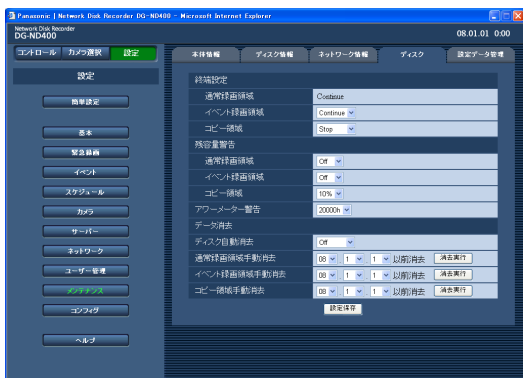 Panasonic | Network Disk Recorder DG-ND400 - Microsoft Internet Explorer
Network Disk Recorder
DG-ND400
08.01.01 0:00
コントロール カメラ選択 設定
本体情報 ディスク情報 ネットワーク情報 ディスク 設定データ管理
設定
簡単設定
基本
緊急録画
イベント
スケジュール
カメラ
サーバー
ネットワーク
ユーザー管理
メンテナンス
コンフィグ
ヘルプ
終端設定
通常録画領域 Continue
イベント録画領域 Continue
コピー領域 Stop
残容量警告
通常録画領域 Off
イベント録画領域 Off
コピー領域 10%
アワーメーター警告 20000h
データ消去
ディスク自動消去 Off
通常録画領域手動消去 08 . 1 . 1 以前消去 消去実行
イベント録画領域手動消去 08 . 1 . 1 以前消去 消去実行
コピー領域手動消去 08 . 1 . 1 以前消去 消去実行
設定保存